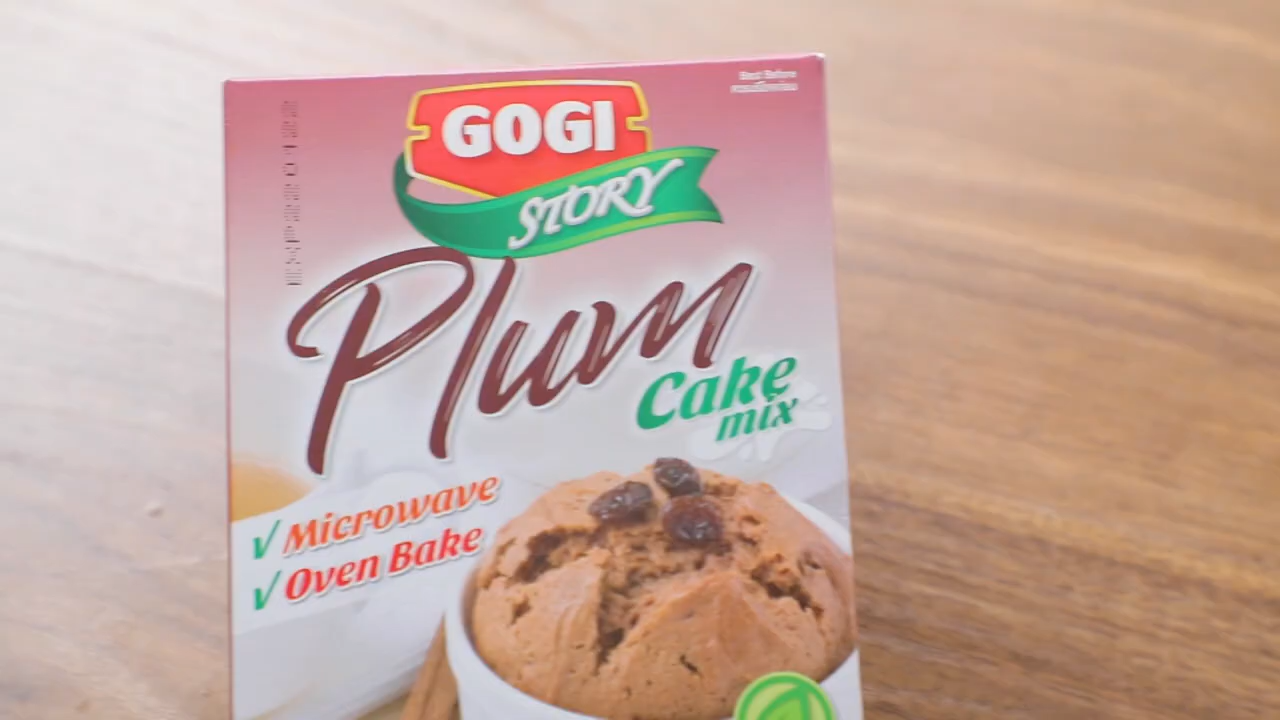 Best Before
GOGI
STORY
Plum
Cake
mix
√ Microwave
√ Oven Bake